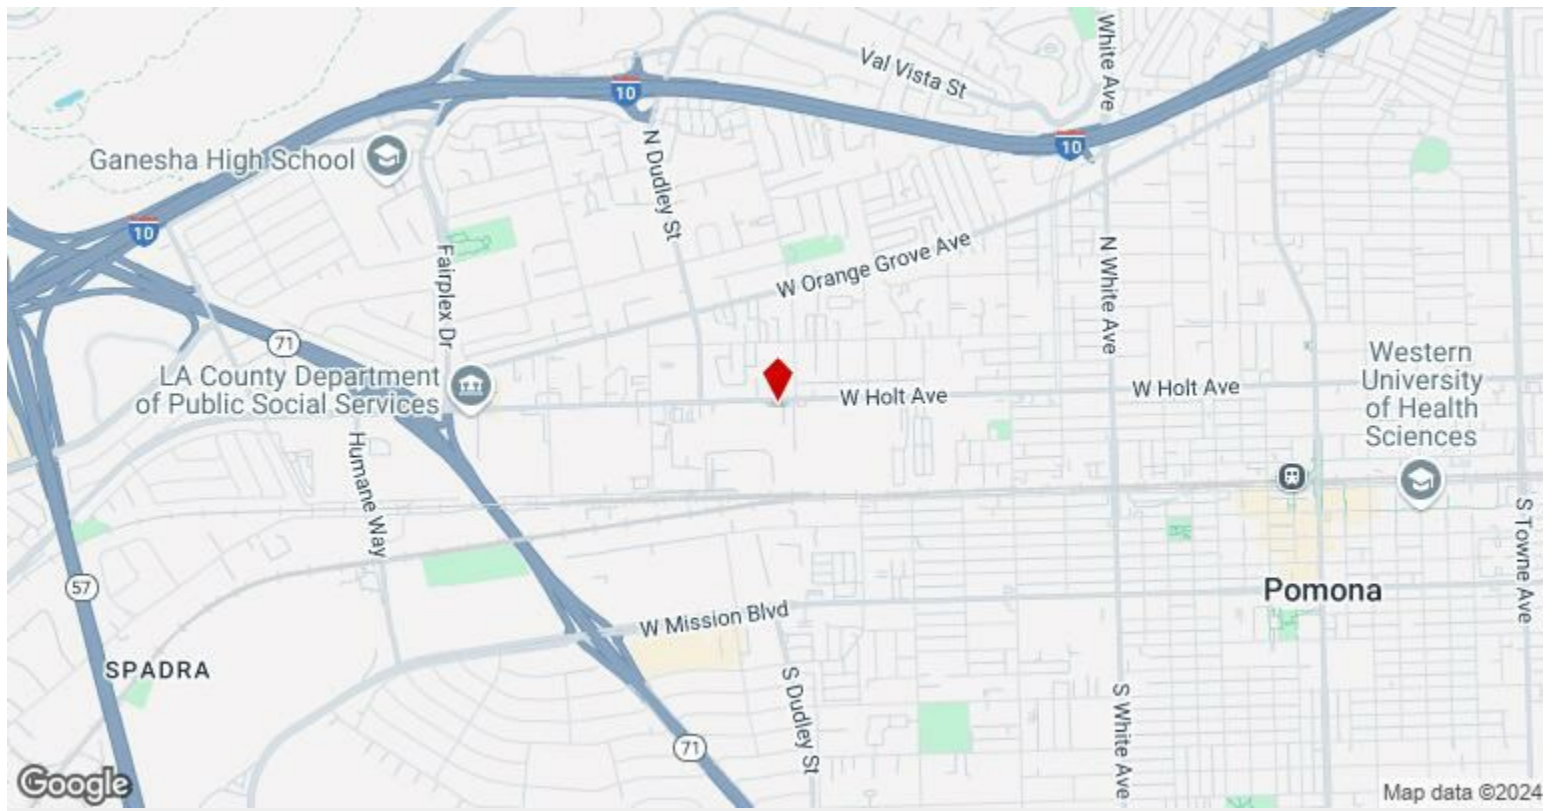 White Ave
Val Vista St
10
10
Ganesha High School
N Dudley St
10
Fairplex Dr
W Orange Grove Ave
N White Ave
71
LA County Department
of Public Social Services
W Holt Ave
W Holt Ave
Western
University
of Health
Sciences
Humane Way
S Towne Ave
57
Pomona
W Mission Blvd
SPADRA
S Dudley St
S White Ave
71
Google
Map data ©2024